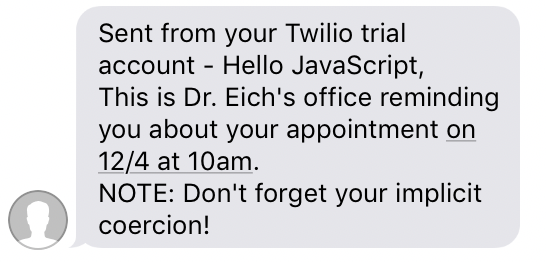 Sent from your Twilio trial
account - Hello JavaScript,
This is Dr. Eich's office reminding
you about your appointment on
12/4 at 10am.
NOTE: Don't forget your implicit
coercion!